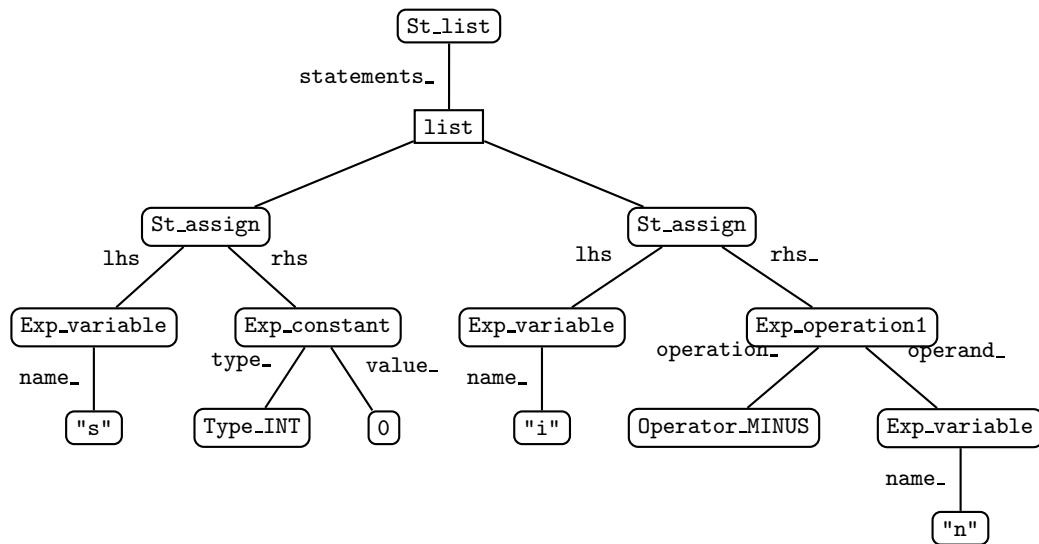 St_list
statements_
list
St_assign St_assign
lhs rhs lhs rhs_
Exp_variable Exp_constant Exp_variable Exp_operation1
name_ type_ value_ name_ operation_ operand_
"s" Type_INT 0 "i" Operator_MINUS Exp_variable
name_
"n"